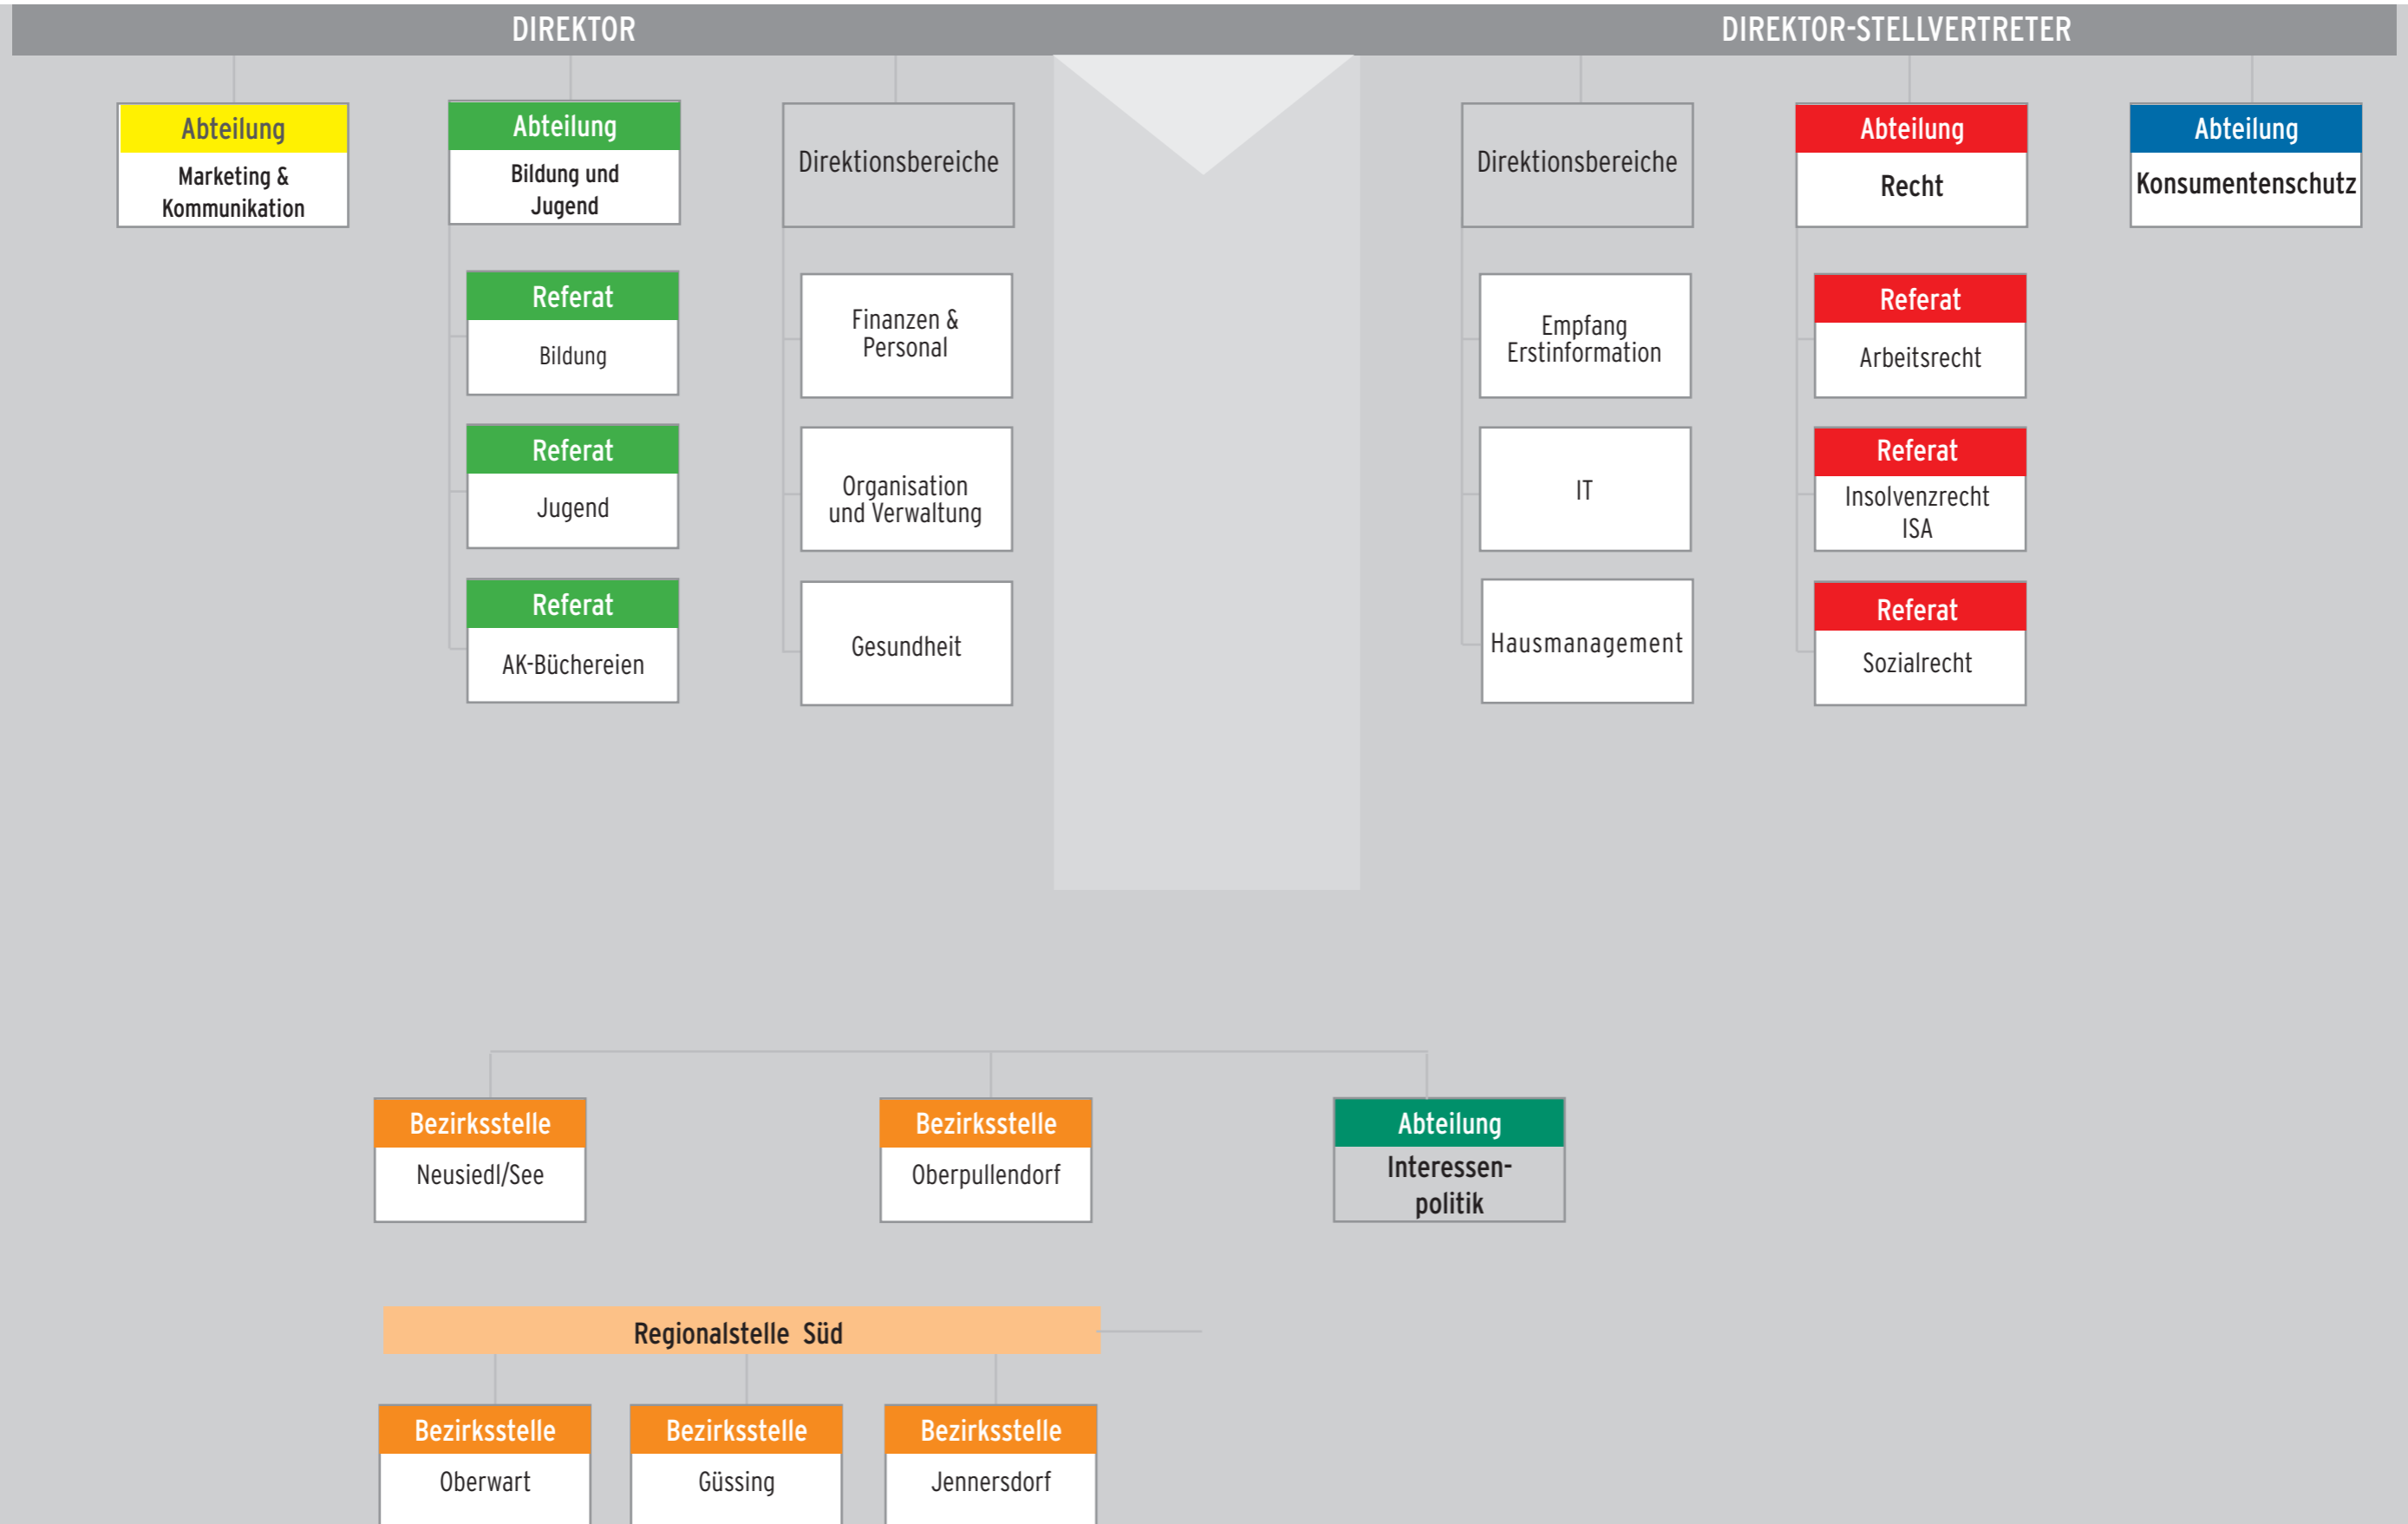 DIREKTOR
DIREKTOR-STELLVERTRETER
Abteilung
Marketing &
Kommunikation
Abteilung
Bildung und
Jugend
Referat
Bildung
Referat
Jugend
Referat
AK-Büchereien
Direktionsbereiche
Finanzen &
Personal
Organisation
und Verwaltung
Gesundheit
Direktionsbereiche
Empfang
Erstinformation
IT
Hausmanagement
Abteilung
Recht
Referat
Arbeitsrecht
Referat
Insolvenzrecht
ISA
Referat
Sozialrecht
Abteilung
Konsumentenschutz
Bezirksstelle
Neusiedl/See
Bezirksstelle
Oberpullendorf
Abteilung
Interessen-
politik
Regionalstelle Süd
Bezirksstelle
Oberwart
Bezirksstelle
Güssing
Bezirksstelle
Jennersdorf